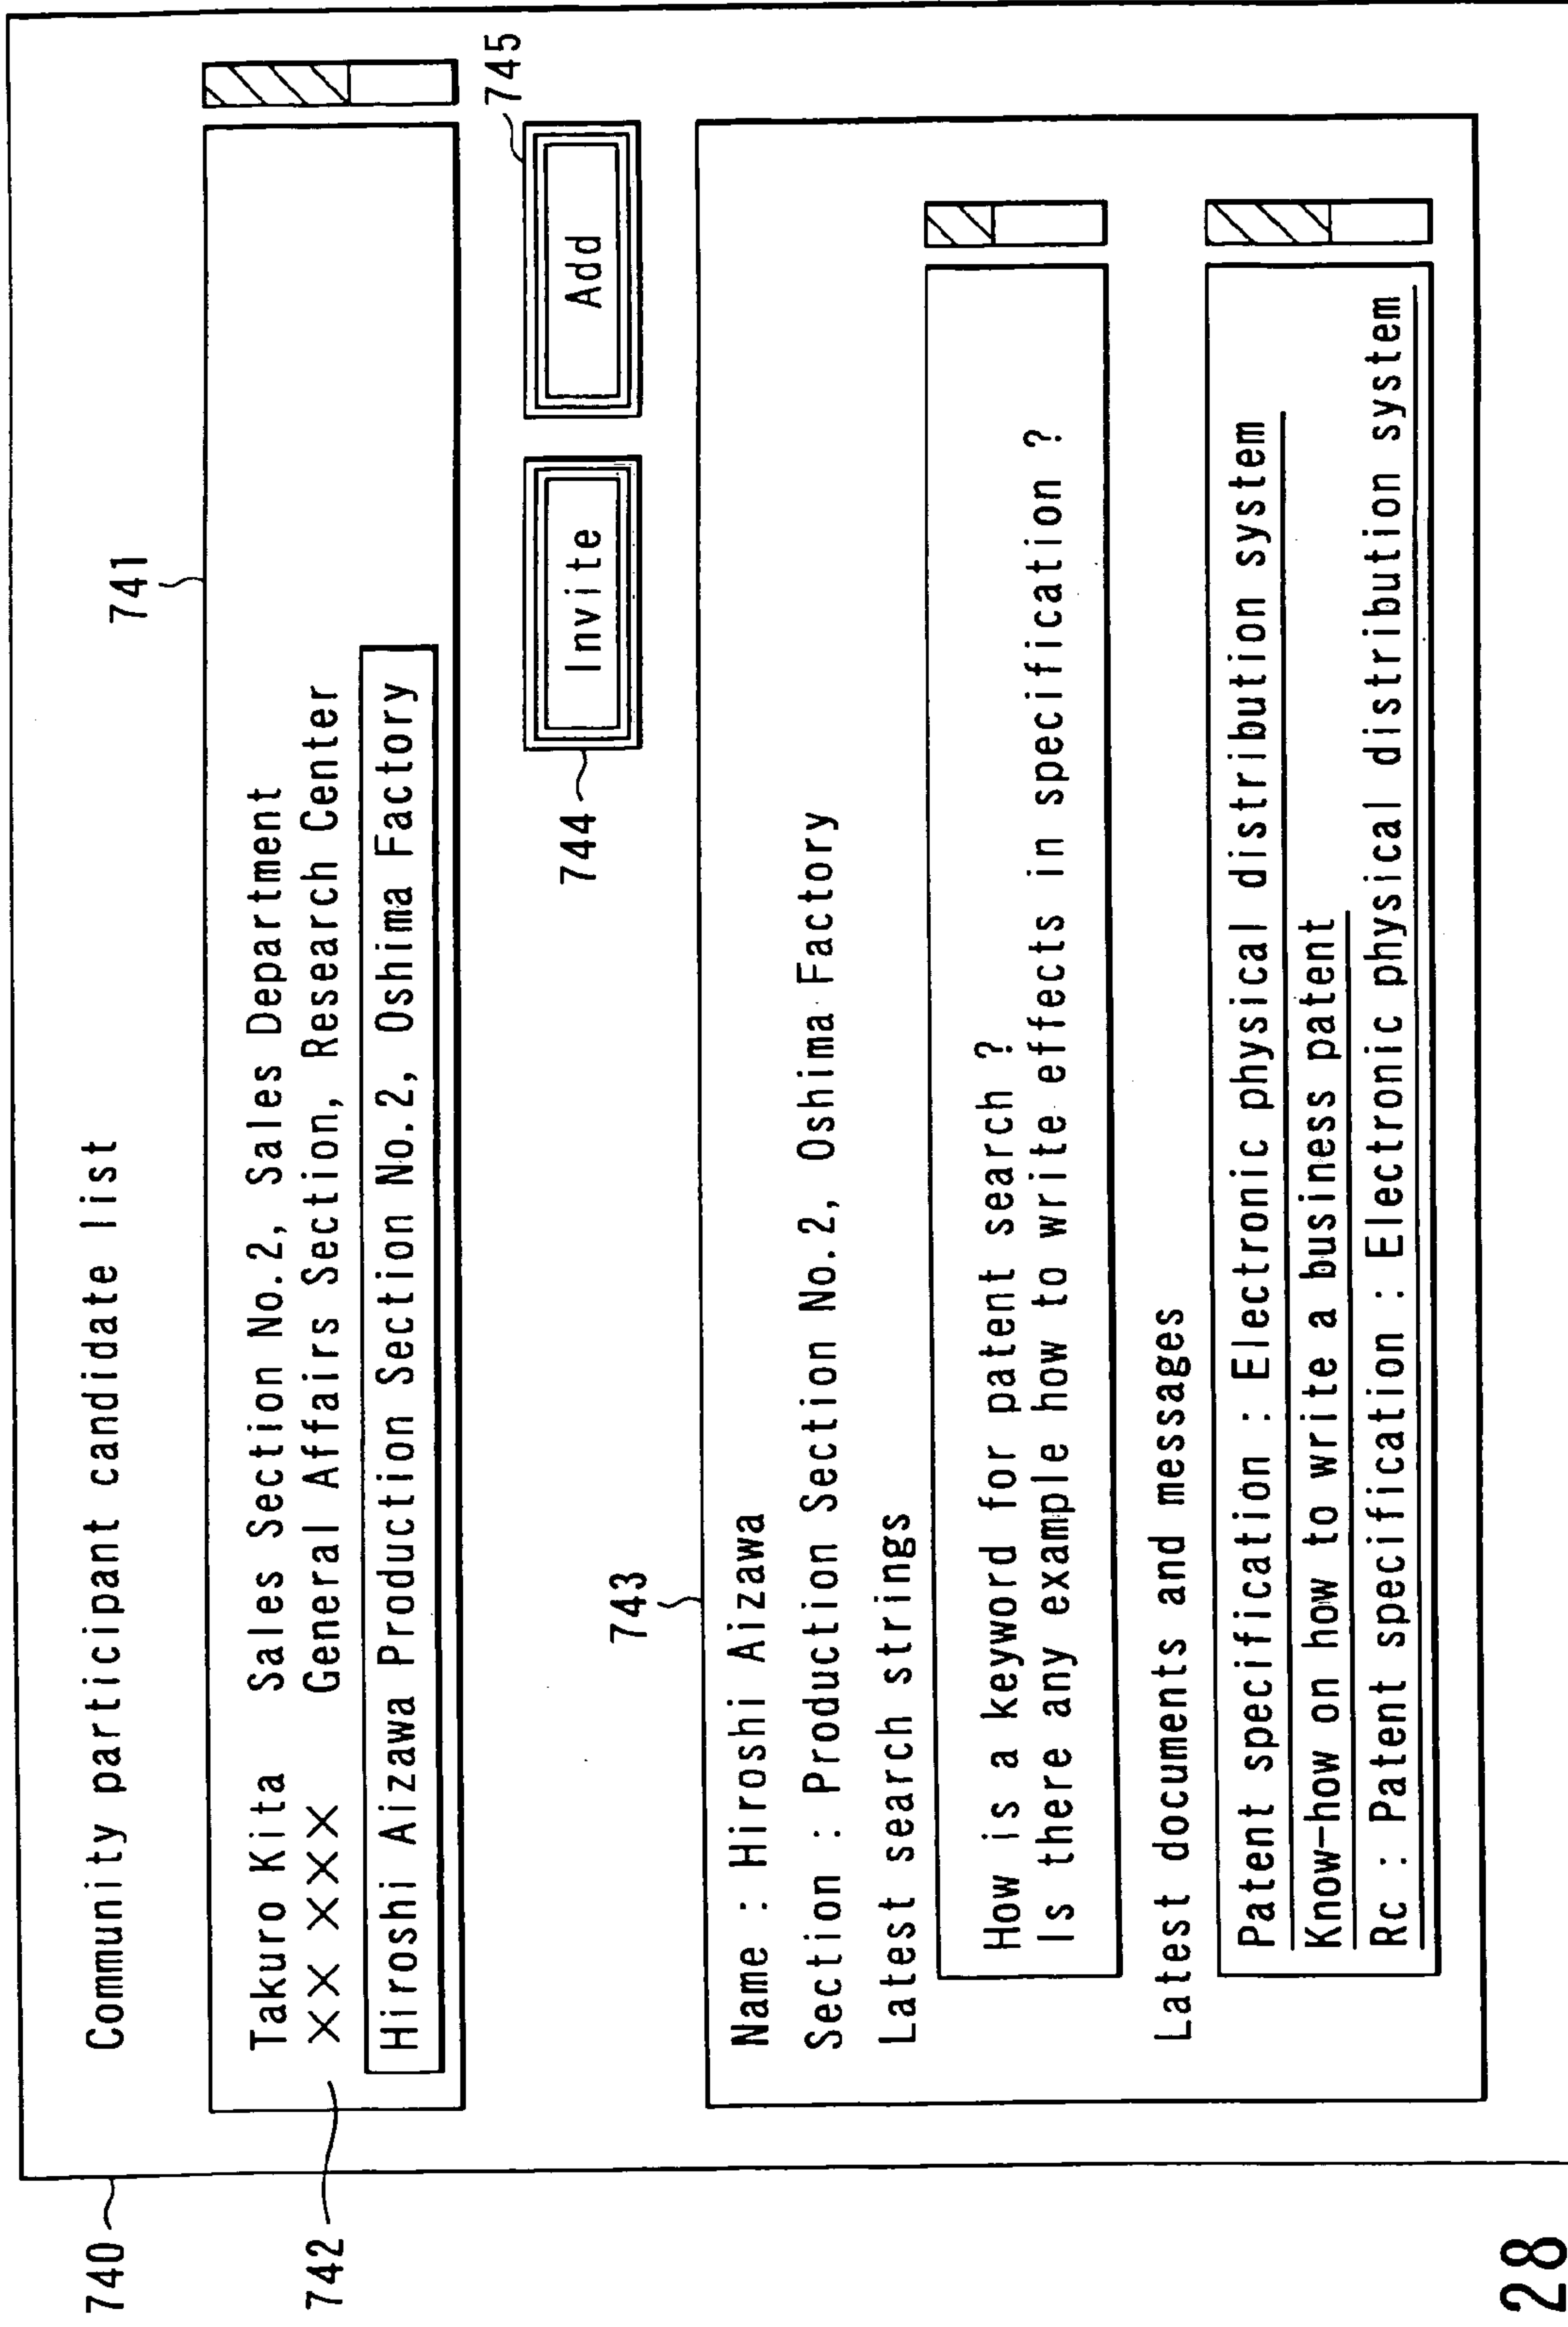 740
Community participant candidate list
741
742
Takuro Kita Sales Section No.2, Sales Department
×× ×××× General Affairs Section, Research Center
Hiroshi Aizawa Production Section No.2, Oshima Factory
744
Invite
Add
745
743
Name : Hiroshi Aizawa
Section : Production Section No.2, Oshima Factory
Latest search strings
How is a keyword for patent search ?
Is there any example how to write effects in specification ?
Latest documents and messages
Patent specification : Electronic physical distribution system
Know-how on how to write a business patent
Rc : Patent specification : Electronic physical distribution system
28